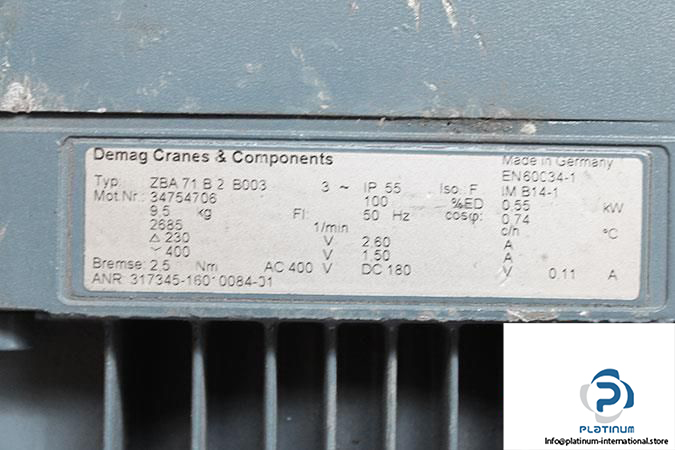 Demag Cranes & Components Made in Germany
Typ: ZBA 71 B 2 B003 3 ~ IP 55 Iso. F EN60034-1
Mot.Nr.: 34754706 100 %ED IM B14-1
9,5 kg FI: 50 Hz cosφ: 0,55 kW
2685 1/min 0,74
c/h °C
△ 230 V 2.60 A
Y 400 V 1.50 A
Bremse: 2,5 Nm AC 400 V DC 180 V 0.11 A
ANR: 317345-16010084-01
PLATINUM
Info@platinum-international.store